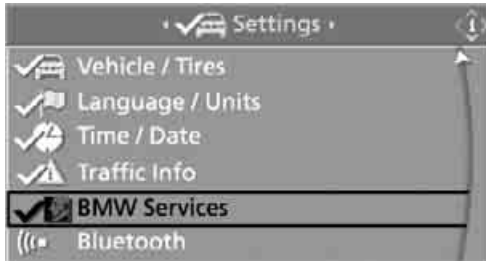 Settings
i
Vehicle / Tires
Language / Units
Time / Date
Traffic Info
BMW Services
Bluetooth